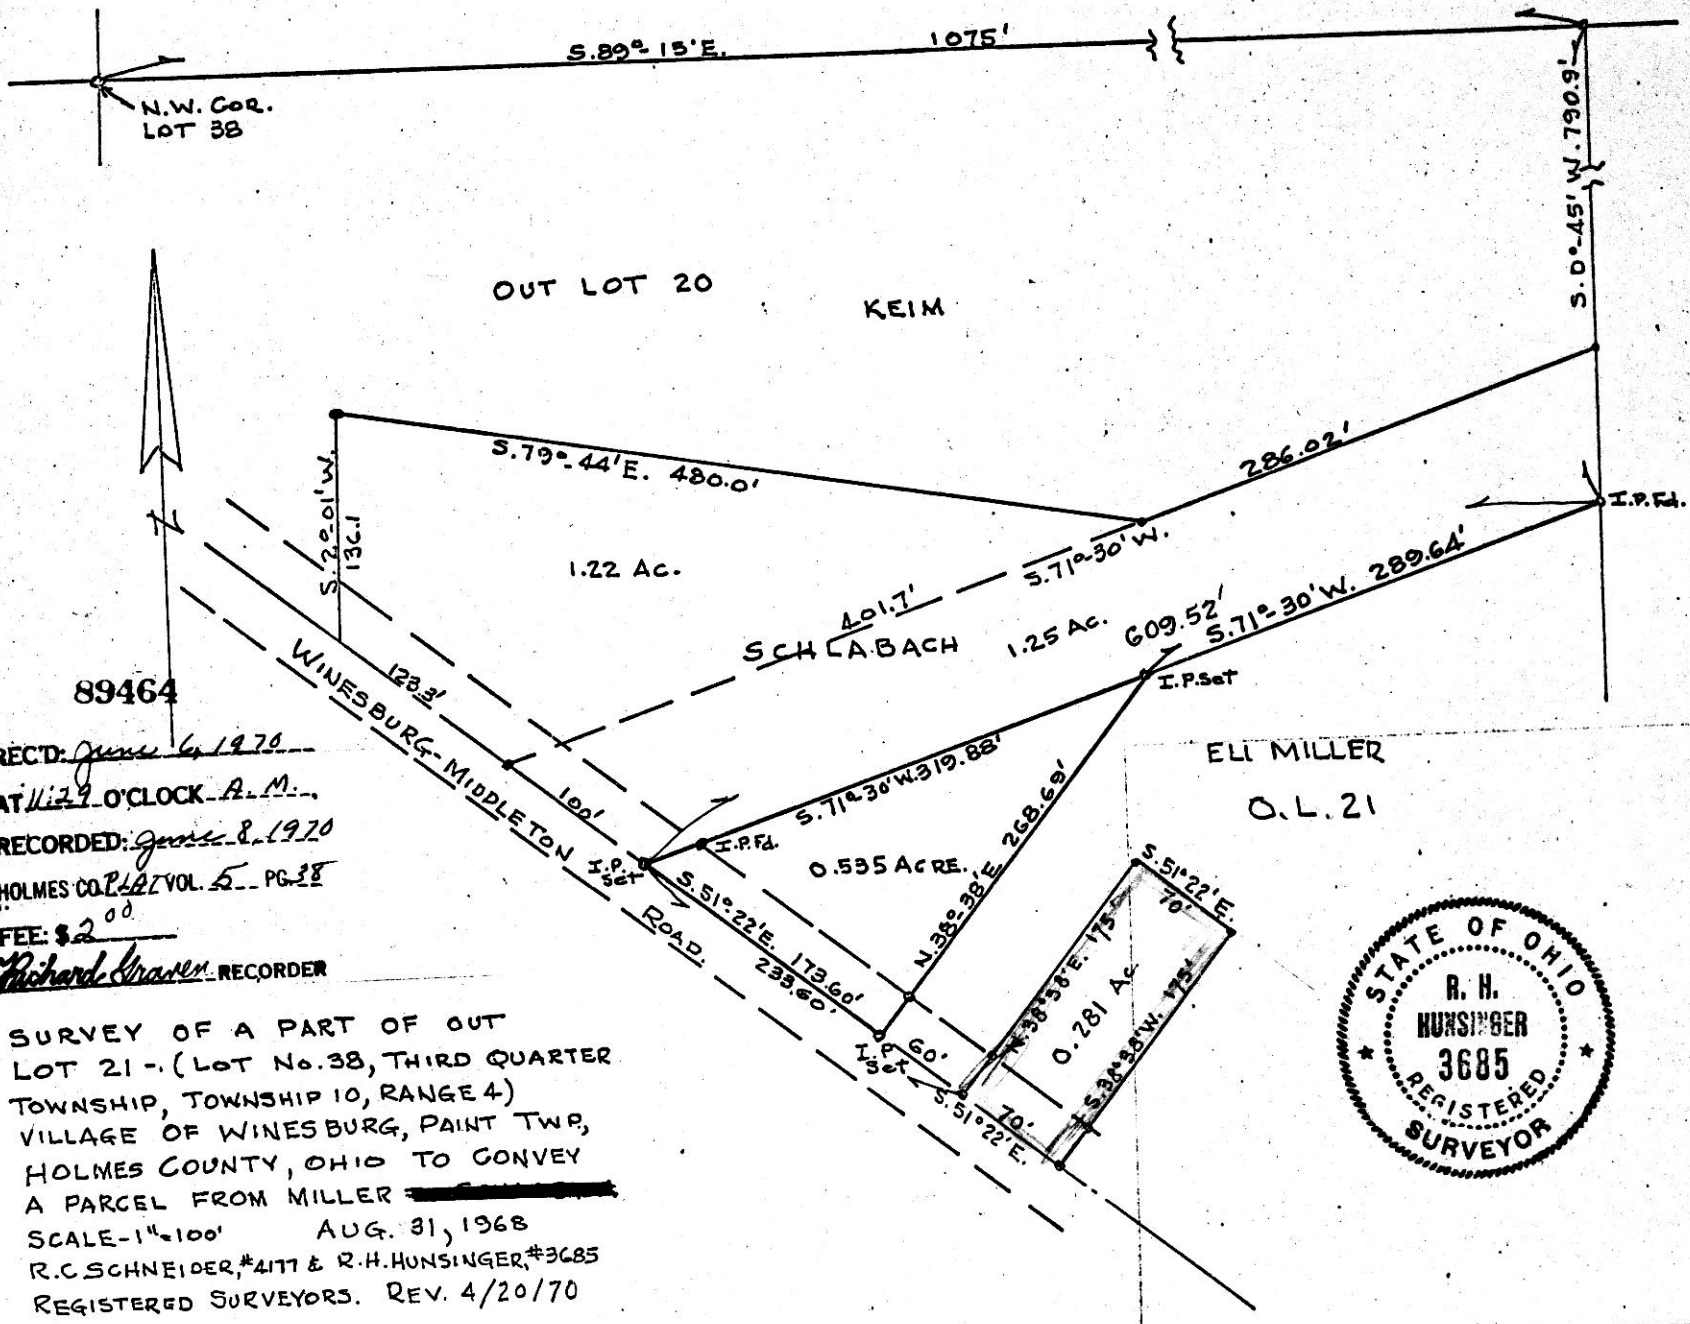 S.89°-15'E. 1075'
N.W. COR.
LOT 38
S.0°-45'W. 790.9'
OUT LOT 20
KEIM
S.79°-44'E. 480.0'
286.02'
S.2°-01'W.
136.1
I.P.Fd.
1.22 Ac.
S.71°-30'W.
401.7'
SCHLABACH
1.25 Ac.
609.52'
S.71°-30'W. 289.64'
I.P.Set
N
WINESBURG-MIDDLETON ROAD.
123.3'
100'
S.71°30'W.319.88'
I.P.Fd.
I.P.
Set
0.535 ACRE.
N.38°-38'E 268.69'
S.51°22'E. 173.60'
233.60'
I.P.
Set
60'
ELI MILLER
O.L.21
S.51°22'E.
70'
N.38°38'E. 175'
0.281 Ac.
S.38°38'W. 175'
70'
S.51°22'E.
89464
REC'D: June 6, 1970
AT 11:29 O'CLOCK A.M.
RECORDED: June 8, 1970
HOLMES CO. PLAT VOL. 5 PG. 38
FEE: $2 00
Richard Graven RECORDER
SURVEY OF A PART OF OUT
LOT 21 -. (LOT No.38, THIRD QUARTER
TOWNSHIP, TOWNSHIP 10, RANGE 4)
VILLAGE OF WINESBURG, PAINT TWP,
HOLMES COUNTY, OHIO TO CONVEY
A PARCEL FROM MILLER
SCALE-1"=100' AUG. 31, 1968
R.C.SCHNEIDER,#4177 & R.H.HUNSINGER,#3685
REGISTERED SURVEYORS. REV. 4/20/70
STATE OF OHIO
R. H.
HUNSINGER
3685
REGISTERED
SURVEYOR